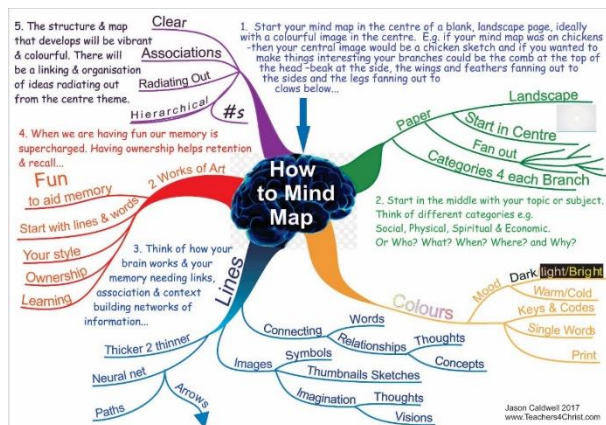 5. The structure & map
that develops will be vibrant
& colourful. There will
be a linking & organisation
of ideas radiating out
from the centre theme.
Clear
Associations
Radiating Out
Hierarchical
#s
1. Start your mind map in the centre of a blank, landscape page, ideally
with a colourful image in the centre. E.g. if your mind map was on chickens
-then your central image would be a chicken sketch and if you wanted to
make things interesting your branches could be the comb at the top of
the head -beak at the side, the wings and feathers fanning out to
the sides and the legs fanning out to
claws below...
Landscape
Paper
Start in Centre
Fan out
Categories 4 each Branch
4. When we are having fun our memory is
supercharged. Having ownership helps retention
& recall...
2 Works of Art
Fun
to aid memory
Start with lines & words
Your style
Ownership
Learning
How
to Mind
Map
2. Start in the middle with your topic or subject.
Think of different categories e.g.
Social, Physical, Spiritual & Economic.
Or Who? What? When? Where? and Why?
3. Think of how your
brain works & your
memory needing links,
association & context
building networks of
information...
Lines
Colours
Mood
Dark light/Bright
Warm/Cold
Keys & Codes
Single Words
Print
Connecting
Words
Relationships
Thoughts
Concepts
Thicker 2 thinner
Neural net
Arrows
Paths
Images
Symbols
Thumbnails Sketches
Imagination
Thoughts
Visions
Jason Caldwell 2017
www.Teachers4Christ.com